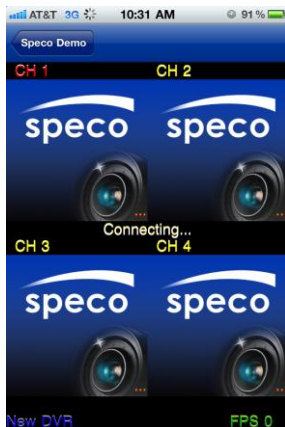 AT&T 3G 10:31 AM 91%
Speco Demo
CH 1 CH 2
speco speco
Connecting...
CH 3 CH 4
speco speco
New DVR FPS 0